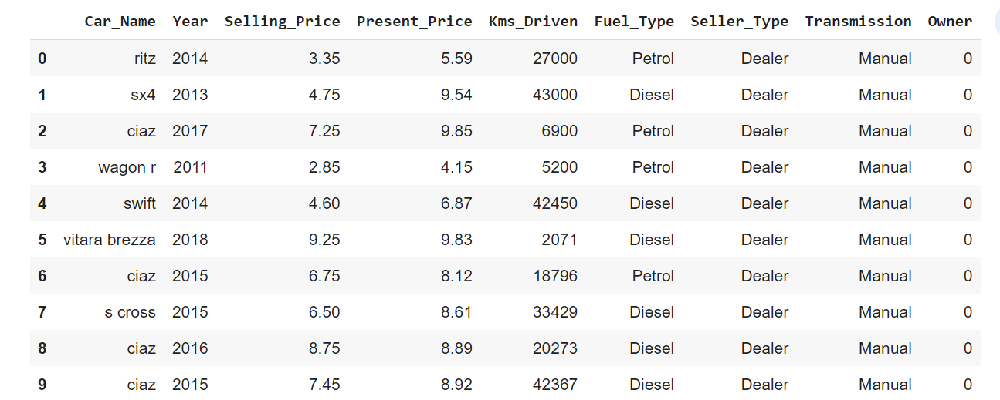 Car_Name Year Selling_Price Present_Price Kms_Driven Fuel_Type Seller_Type Transmission Owner
0 ritz 2014 3.35 5.59 27000 Petrol Dealer Manual 0
1 sx4 2013 4.75 9.54 43000 Diesel Dealer Manual 0
2 ciaz 2017 7.25 9.85 6900 Petrol Dealer Manual 0
3 wagon r 2011 2.85 4.15 5200 Petrol Dealer Manual 0
4 swift 2014 4.60 6.87 42450 Diesel Dealer Manual 0
5 vitara brezza 2018 9.25 9.83 2071 Diesel Dealer Manual 0
6 ciaz 2015 6.75 8.12 18796 Petrol Dealer Manual 0
7 s cross 2015 6.50 8.61 33429 Diesel Dealer Manual 0
8 ciaz 2016 8.75 8.89 20273 Diesel Dealer Manual 0
9 ciaz 2015 7.45 8.92 42367 Diesel Dealer Manual 0